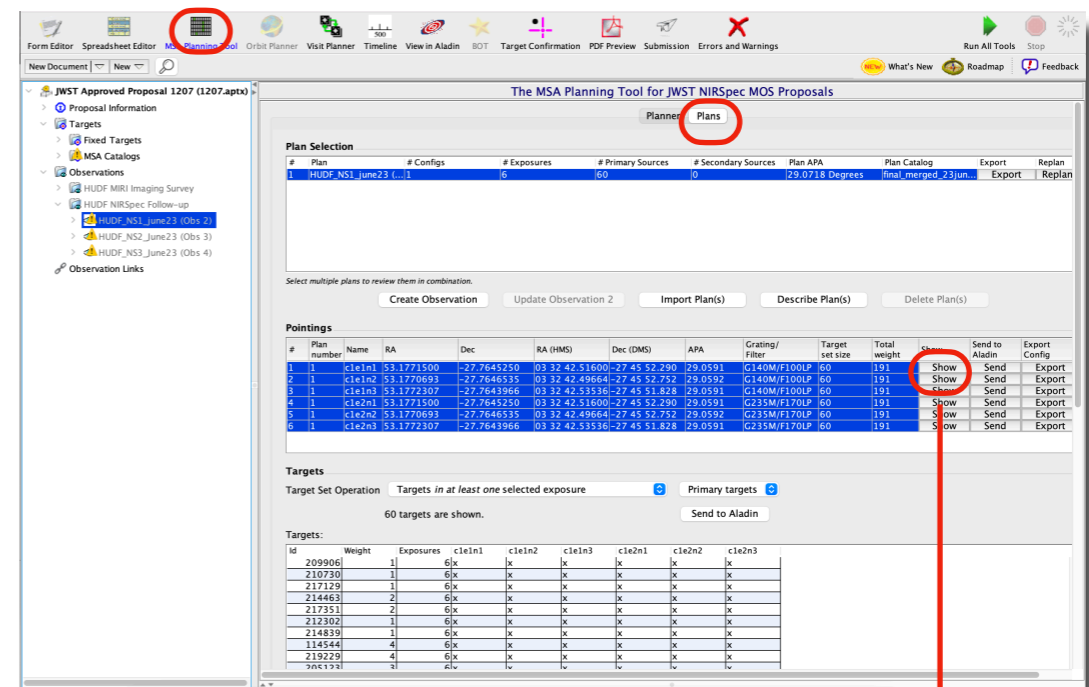 500
Form Editor Spreadsheet Editor MSA Planning Tool Orbit Planner Visit Planner Timeline View in Aladin BOT Target Confirmation PDF Preview Submission Errors and Warnings Run All Tools Stop
New Document New NEW What's New Roadmap Feedback
JWST Approved Proposal 1207 (1207.aptx)
Proposal Information
Targets
Fixed Targets
MSA Catalogs
Observations
HUDF MIRI Imaging Survey
HUDF NIRSpec Follow-up
HUDF_NS1_june23 (Obs 2)
HUDF_NS2_June23 (Obs 3)
HUDF_NS3_June23 (Obs 4)
Observation Links
The MSA Planning Tool for JWST NIRSpec MOS Proposals
Planner Plans
Plan Selection
# Plan # Configs # Exposures # Primary Sources # Secondary Sources Plan APA Plan Catalog Export Replan
1 HUDF_NS1_june23 (... 1 6 60 0 29.0718 Degrees final_merged_23jun... Export Replan
Select multiple plans to review them in combination.
Create Observation Update Observation 2 Import Plan(s) Describe Plan(s) Delete Plan(s)
Pointings
# Plan number Name RA Dec RA (HMS) Dec (DMS) APA Grating/ Filter Target set size Total weight Show Send to Aladin Export Config
1 1 c1e1n1 53.1771500 -27.7645250 03 32 42.51600 -27 45 52.290 29.0591 G140M/F100LP 60 191 Show Send Export
2 1 c1e1n2 53.1770693 -27.7646535 03 32 42.49664 -27 45 52.752 29.0592 G140M/F100LP 60 191 Show Send Export
3 1 c1e1n3 53.1772307 -27.7643966 03 32 42.53536 -27 45 51.828 29.0591 G140M/F100LP 60 191 Show Send Export
4 1 c1e2n1 53.1771500 -27.7645250 03 32 42.51600 -27 45 52.290 29.0591 G235M/F170LP 60 191 Show Send Export
5 1 c1e2n2 53.1770693 -27.7646535 03 32 42.49664 -27 45 52.752 29.0592 G235M/F170LP 60 191 Show Send Export
6 1 c1e2n3 53.1772307 -27.7643966 03 32 42.53536 -27 45 51.828 29.0591 G235M/F170LP 60 191 Show Send Export
Targets
Target Set Operation Targets in at least one selected exposure Primary targets
60 targets are shown. Send to Aladin
Targets:
Id Weight Exposures c1e1n1 c1e1n2 c1e1n3 c1e2n1 c1e2n2 c1e2n3
209906 1 6 x x x x x x
210730 1 6 x x x x x x
217129 1 6 x x x x x x
214463 2 6 x x x x x x
217351 2 6 x x x x x x
212302 1 6 x x x x x x
214839 1 6 x x x x x x
114544 4 6 x x x x x x
219229 4 6 x x x x x x
205123 3 6 x x x x x x